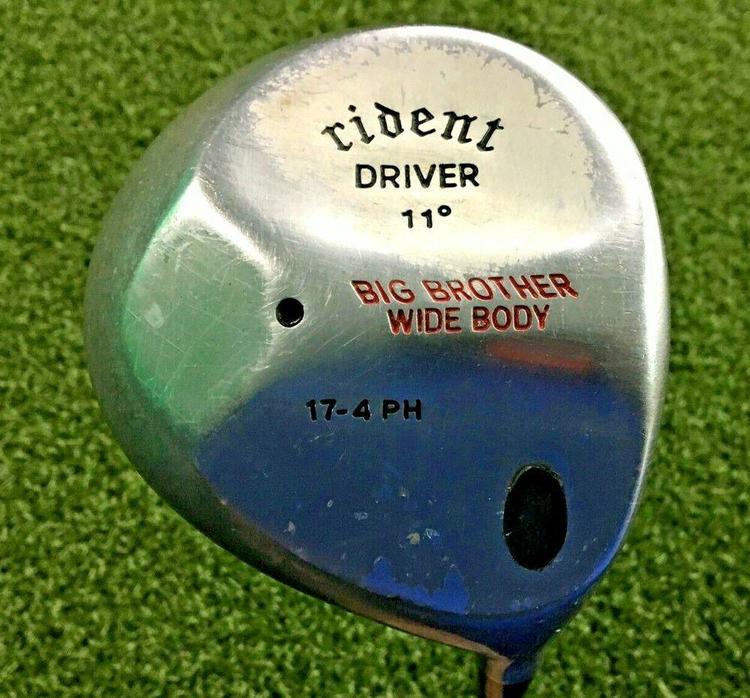 rident
DRIVER
11°
BIG BROTHER
WIDE BODY
17-4 PH